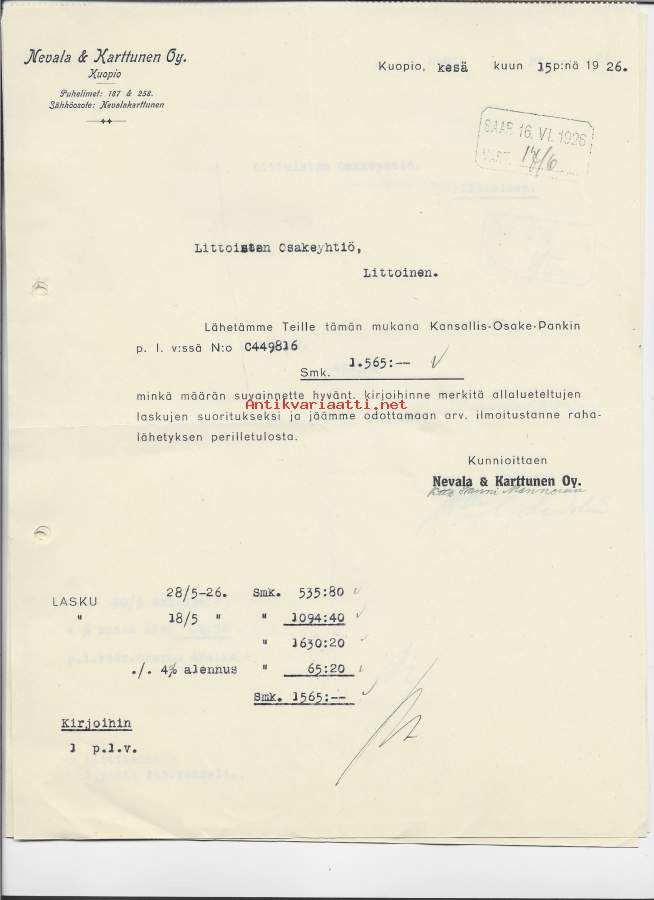 Nevala & Karttunen Oy.
Kuopio
Puhelimet: 187 & 258.
Sähköosote: Nevalakarttunen
Kuopio, kesä kuun 15 p:nä 19 26.
SAAP. 16. VI. 1926
VAST. 17/6
Littoisten Osakeyhtiö,
Littoinen.
Lähetämme Teille tämän mukana Kansallis-Osake-Pankin
p. l. v:ssä N:o C449816
Smk. 1.565:--
minkä määrän suvainnette hyvänt. kirjoihinne merkitä allalueteltujen
Antikvariaatti.net
laskujen suoritukseksi ja jäämme odottamaan arv. ilmoitustanne raha-
lähetyksen perilletulosta.
Kunnioittaen
Nevala & Karttunen Oy.
LASKU 28/5-26. Smk. 535:80
" 18/5 " " 1094:40
" 1630:20
./. 4% alennus " 65:20
Smk. 1565:--
Kirjoihin
1 p.l.v.